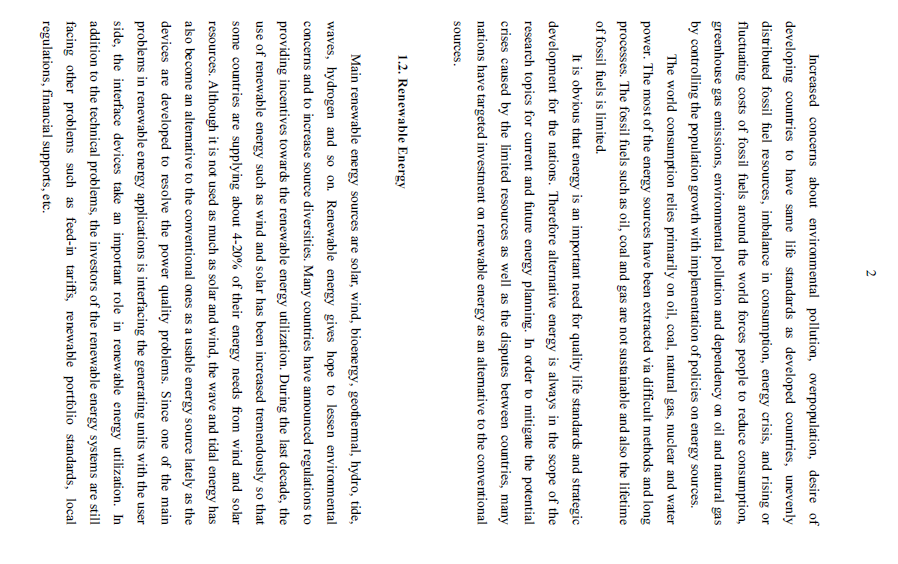 2
Increased concerns about environmental pollution, overpopulation, desire of
developing countries to have same life standards as developed countries, unevenly
distributed fossil fuel resources, imbalance in consumption, energy crisis, and rising or
fluctuating costs of fossil fuels around the world forces people to reduce consumption,
greenhouse gas emissions, environmental pollution and dependency on oil and natural gas
by controlling the population growth with implementation of policies on energy sources.
The world consumption relies primarily on oil, coal, natural gas, nuclear and water
power. The most of the energy sources have been extracted via difficult methods and long
processes. The fossil fuels such as oil, coal and gas are not sustainable and also the lifetime
of fossil fuels is limited.
It is obvious that energy is an important need for quality life standards and strategic
development for the nations. Therefore alternative energy is always in the scope of the
research topics for current and future energy planning. In order to mitigate the potential
crises caused by the limited resources as well as the disputes between countries, many
nations have targeted investment on renewable energy as an alternative to the conventional
sources.
1.2. Renewable Energy
Main renewable energy sources are solar, wind, bioenergy, geothermal, hydro, tide,
waves, hydrogen and so on. Renewable energy gives hope to lessen environmental
concerns and to increase source diversities. Many countries have announced regulations to
providing incentives towards the renewable energy utilization. During the last decade, the
use of renewable energy such as wind and solar has been increased tremendously so that
some countries are supplying about 4-20% of their energy needs from wind and solar
resources. Although it is not used as much as solar and wind, the wave and tidal energy has
also become an alternative to the conventional ones as a usable energy source lately as the
devices are developed to resolve the power quality problems. Since one of the main
problems in renewable energy applications is interfacing the generating units with the user
side, the interface devices take an important role in renewable energy utilization. In
addition to the technical problems, the investors of the renewable energy systems are still
facing other problems such as feed-in tariffs, renewable portfolio standards, local
regulations, financial supports, etc.